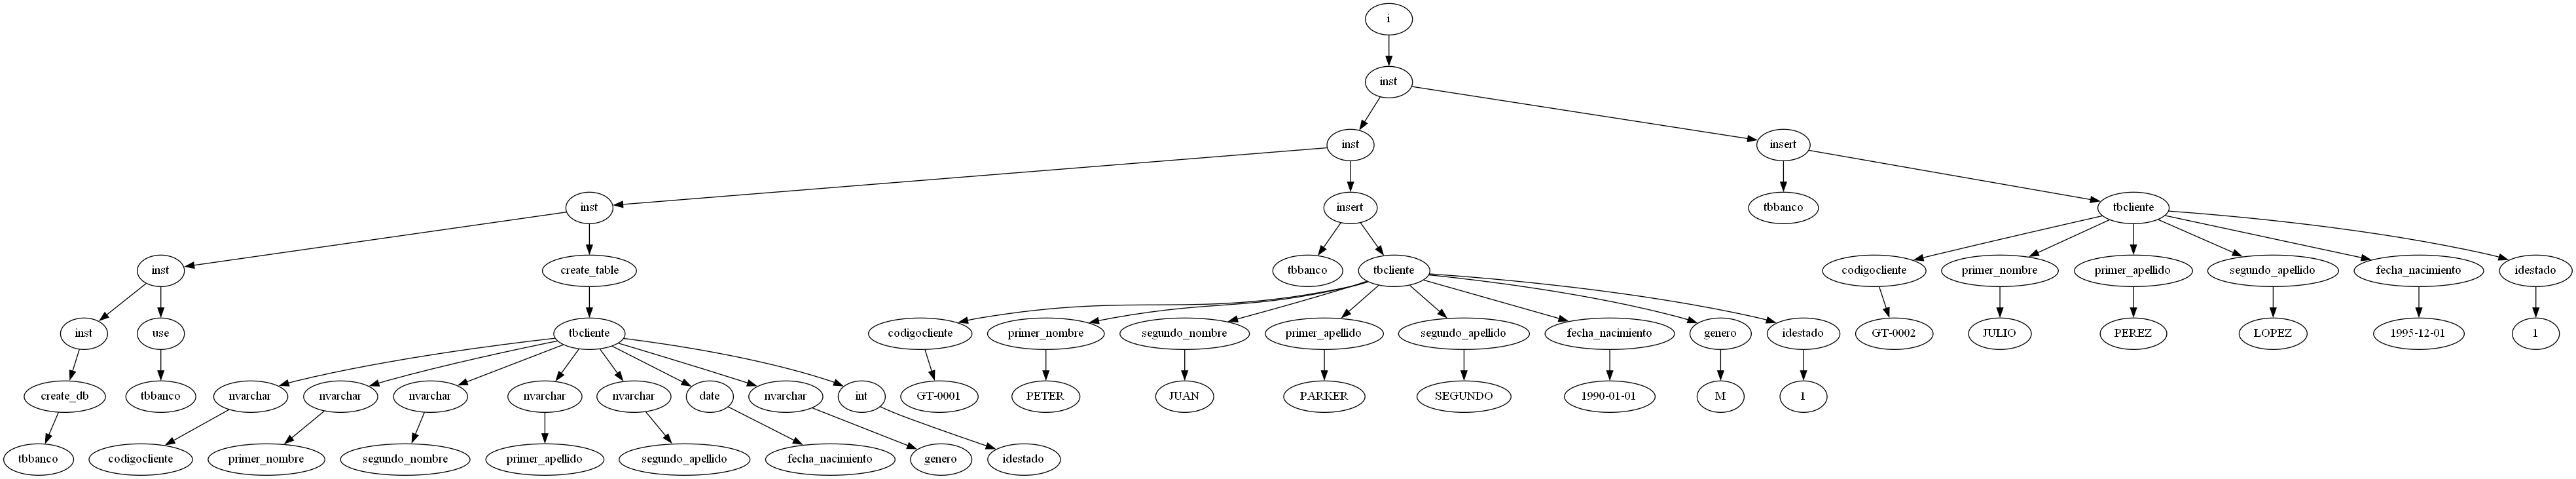 i
inst
inst
insert
inst
insert
tbbanco
tbcliente
inst
create_table
tbbanco
tbcliente
codigocliente
primer_nombre
primer_apellido
segundo_apellido
fecha_nacimiento
idestado
inst
use
tbcliente
codigocliente
primer_nombre
segundo_nombre
primer_apellido
segundo_apellido
fecha_nacimiento
genero
idestado
GT-0002
JULIO
PEREZ
LOPEZ
1995-12-01
1
create_db
tbbanco
nvarchar
nvarchar
nvarchar
nvarchar
nvarchar
date
nvarchar
int
GT-0001
PETER
JUAN
PARKER
SEGUNDO
1990-01-01
M
1
tbbanco
codigocliente
primer_nombre
segundo_nombre
primer_apellido
segundo_apellido
fecha_nacimiento
genero
idestado